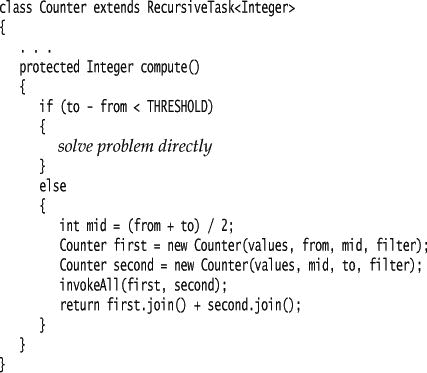 class Counter extends RecursiveTask<Integer>
{
. . .
protected Integer compute()
{
if (to - from < THRESHOLD)
{
solve problem directly
}
else
{
int mid = (from + to) / 2;
Counter first = new Counter(values, from, mid, filter);
Counter second = new Counter(values, mid, to, filter);
invokeAll(first, second);
return first.join() + second.join();
}
}
}